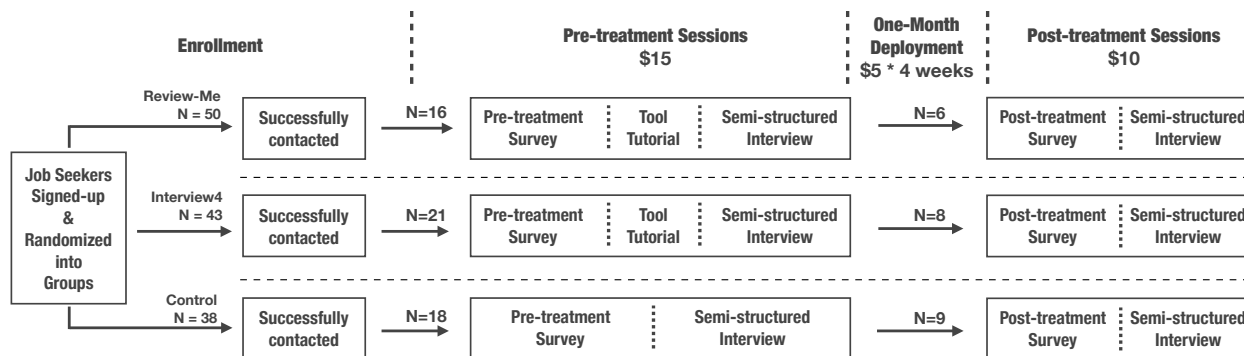 Enrollment
Pre-treatment Sessions
$15
One-Month
Deployment
$5 * 4 weeks
Post-treatment Sessions
$10
Job Seekers
Signed-up
&
Randomized
into
Groups
Review-Me
N = 50
Successfully
contacted
N=16
Pre-treatment
Survey
Tool
Tutorial
Semi-structured
Interview
N=6
Post-treatment
Survey
Semi-structured
Interview
Interview4
N = 43
Successfully
contacted
N=21
Pre-treatment
Survey
Tool
Tutorial
Semi-structured
Interview
N=8
Post-treatment
Survey
Semi-structured
Interview
Control
N = 38
Successfully
contacted
N=18
Pre-treatment
Survey
Semi-structured
Interview
N=9
Post-treatment
Survey
Semi-structured
Interview